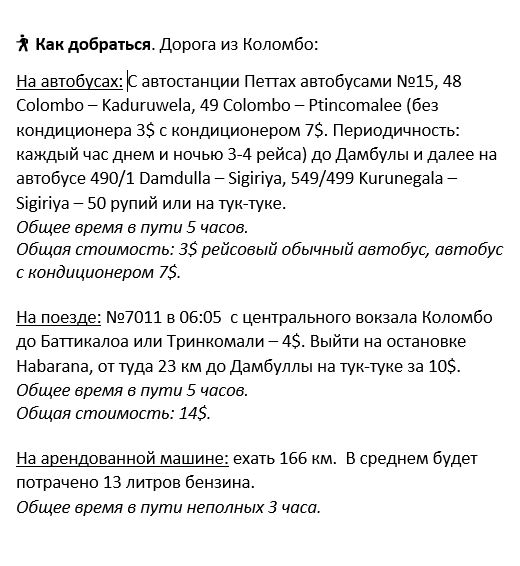 Как добраться. Дорога из Коломбо:
На автобусах: С автостанции Петтах автобусами №15, 48
Colombo – Kaduruwela, 49 Colombo – Ptincomalee (без
кондиционера 3$ с кондиционером 7$. Периодичность:
каждый час днем и ночью 3-4 рейса) до Дамбулы и далее на
автобусе 490/1 Damdulla – Sigiriya, 549/499 Kurunegala –
Sigiriya – 50 рупий или на тук-туке.
Общее время в пути 5 часов.
Общая стоимость: 3$ рейсовый обычный автобус, автобус
с кондиционером 7$.
На поезде: №7011 в 06:05 с центрального вокзала Коломбо
до Баттикалоа или Тринкомали – 4$. Выйти на остановке
Habarana, от туда 23 км до Дамбуллы на тук-туке за 10$.
Общее время в пути 5 часов.
Общая стоимость: 14$.
На арендованной машине: ехать 166 км. В среднем будет
потрачено 13 литров бензина.
Общее время в пути неполных 3 часа.